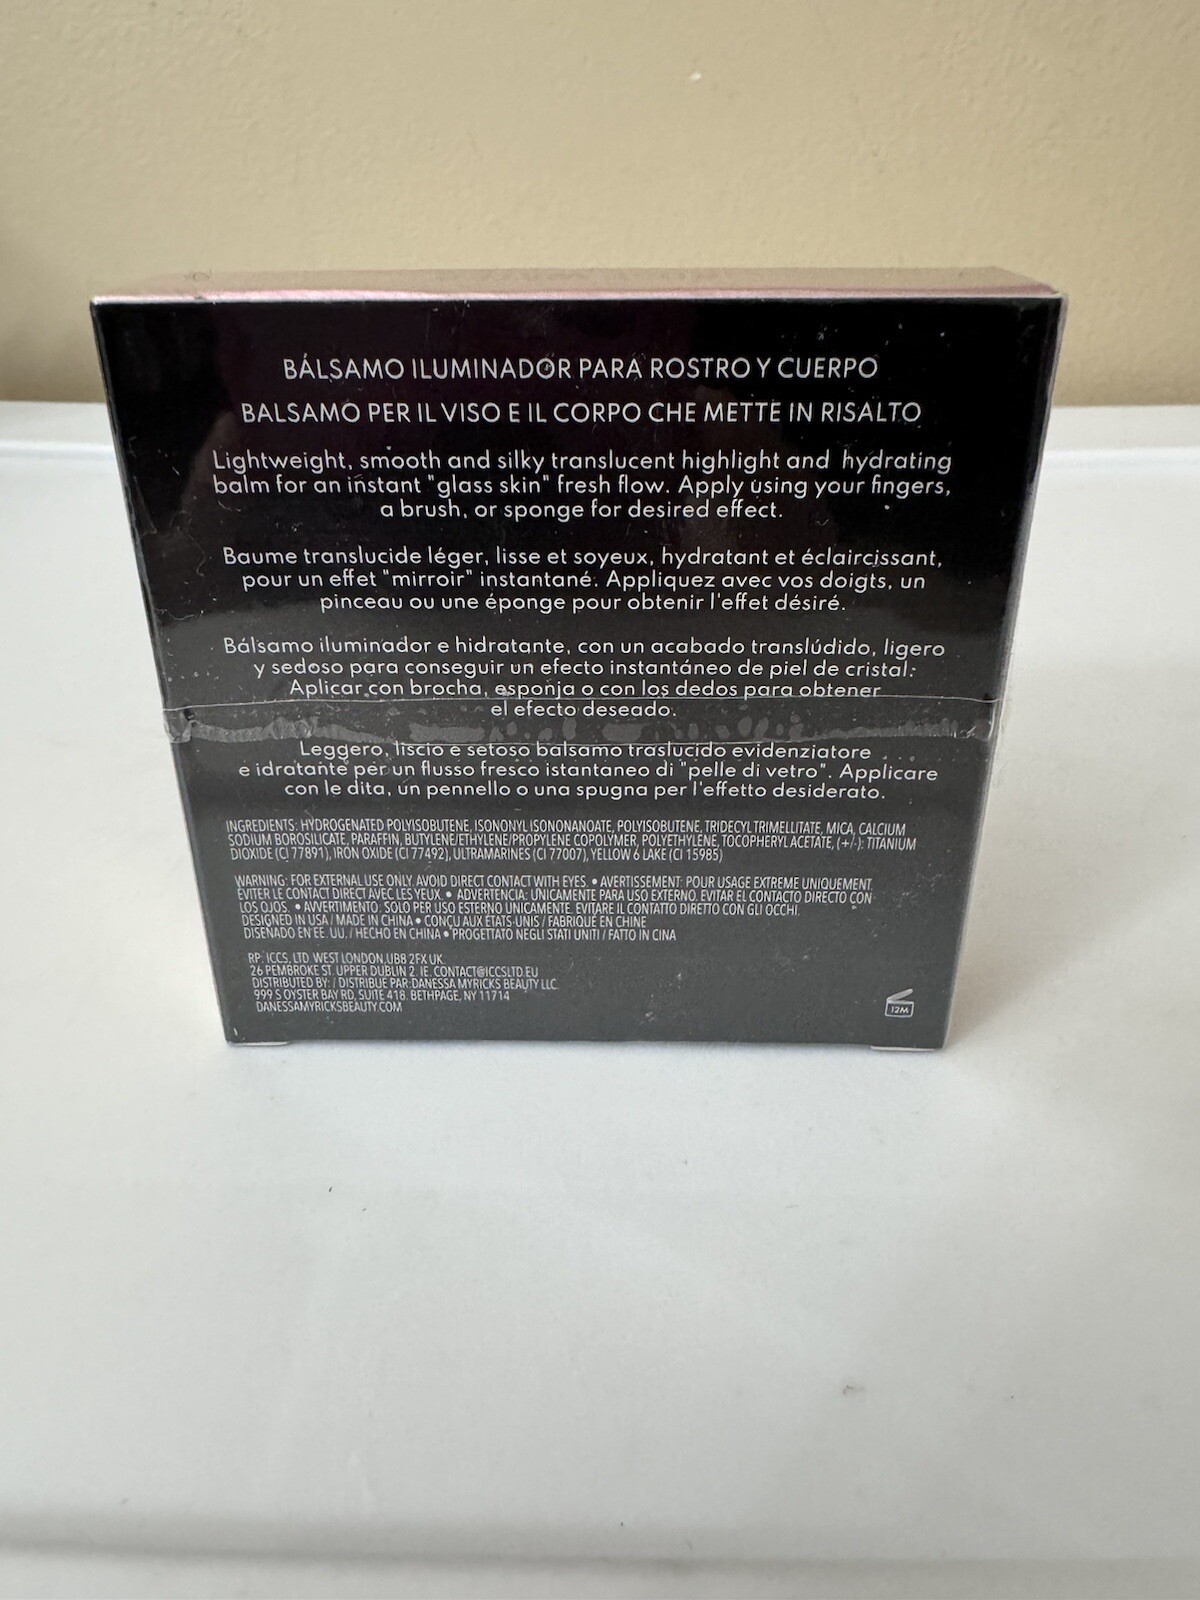 BÁLSAMO ILUMINADOR PARA ROSTRO Y CUERPO
BALSAMO PER IL VISO E IL CORPO CHE METTE IN RISALTO
Lightweight, smooth and silky translucent highlight and hydrating
balm for an instant "glass skin" fresh flow. Apply using your fingers,
a brush, or sponge for desired effect.
Baume translucide léger, lisse et soyeux, hydratant et éclaircissant,
pour un effet "mirroir" instantané. Appliquez avec vos doigts, un
pinceau ou une éponge pour obtenir l'effet désiré.
Bálsamo iluminador e hidratante, con un acabado translúdido, ligero
y sedoso para conseguir un efecto instantáneo de piel de cristal.
Aplicar con brocha, esponja o con los dedos para obtener
el efecto deseado.
Leggero, liscio e setoso balsamo traslucido evidenziatore
e idratante per un flusso fresco istantaneo di "pelle di vetro". Applicare
con le dita, un pennello o una spugna per l'effetto desiderato.
INGREDIENTS: HYDROGENATED POLYISOBUTENE, ISONONYL ISONONANOATE, POLYISOBUTENE, TRIDECYL TRIMELLITATE, MICA, CALCIUM
SODIUM BOROSILICATE, PARAFFIN, BUTYLENE/ETHYLENE/PROPYLENE COPOLYMER, POLYETHYLENE, TOCOPHERYL ACETATE, (+/-): TITANIUM
DIOXIDE (CI 77891), IRON OXIDE (CI 77492), ULTRAMARINES (CI 77007), YELLOW 6 LAKE (CI 15985)
WARNING: FOR EXTERNAL USE ONLY. AVOID DIRECT CONTACT WITH EYES. • AVERTISSEMENT: POUR USAGE EXTREME UNIQUEMENT.
EVITER LE CONTACT DIRECT AVEC LES YEUX. • ADVERTENCIA: ÚNICAMENTE PARA USO EXTERNO. EVITAR EL CONTACTO DIRECTO CON
LOS OJOS. • AVVERTIMENTO: SOLO PER USO ESTERNO UNICAMENTE. EVITARE IL CONTATTO DIRETTO CON GLI OCCHI.
DESIGNED IN USA / MADE IN CHINA • CONÇU AUX ETATS-UNIS / FABRIQUÉ EN CHINE
DISENADO EN EE. UU. / HECHO EN CHINA • PROGETTATO NEGLI STATI UNITI / FATTO IN CINA
RP: ICCS, LTD. WEST LONDON, UB8 2FX UK.
26 PEMBROKE ST. UPPER DUBLIN 2. IE. CONTACT@ICCSLTD.EU
DISTRIBUTED BY: / DISTRIBUE PAR: DANESSA MYRICKS BEAUTY LLC.
999 S OYSTER BAY RD, SUITE 418. BETHPAGE, NY 11714
DANESSAMYRICKSBEAUTY.COM
12M